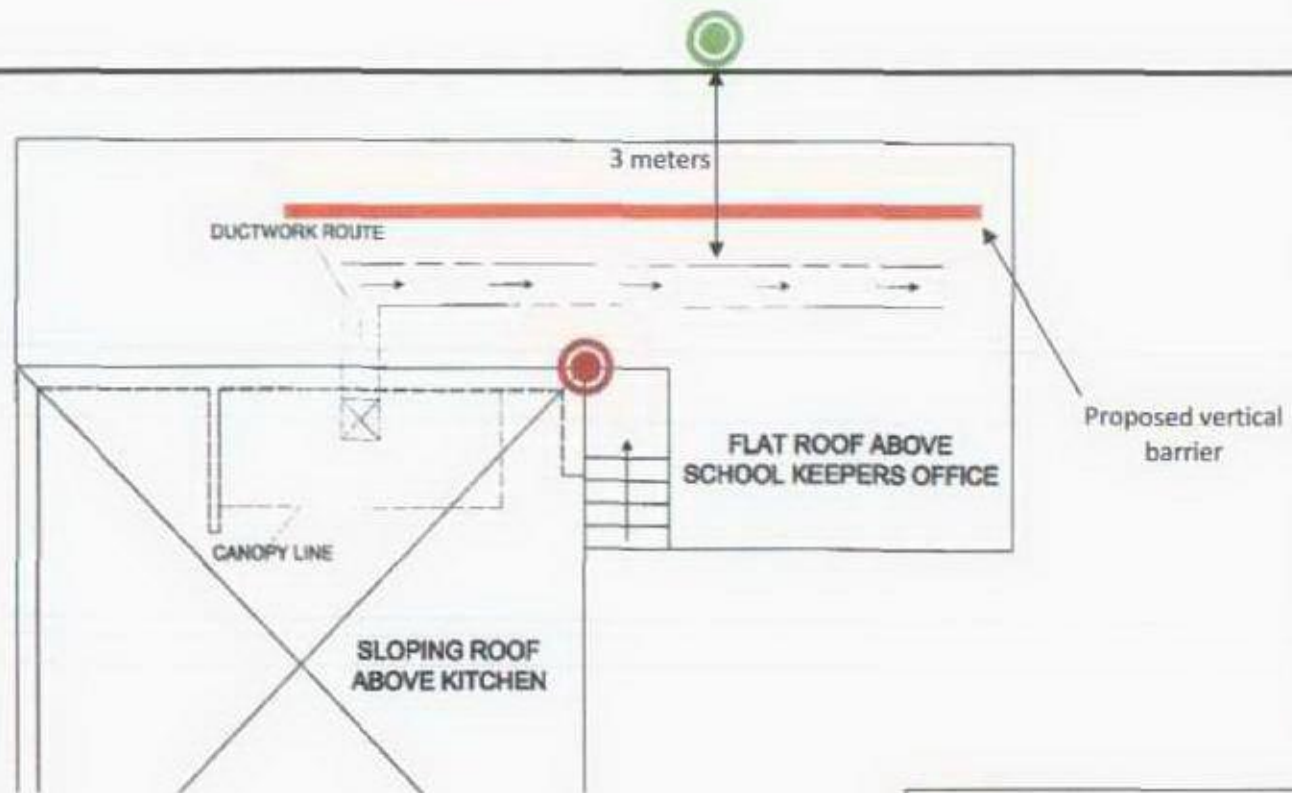 3 meters
DUCTWORK ROUTE
Proposed vertical
barrier
FLAT ROOF ABOVE
SCHOOL KEEPERS OFFICE
CANOPY LINE
SLOPING ROOF
ABOVE KITCHEN